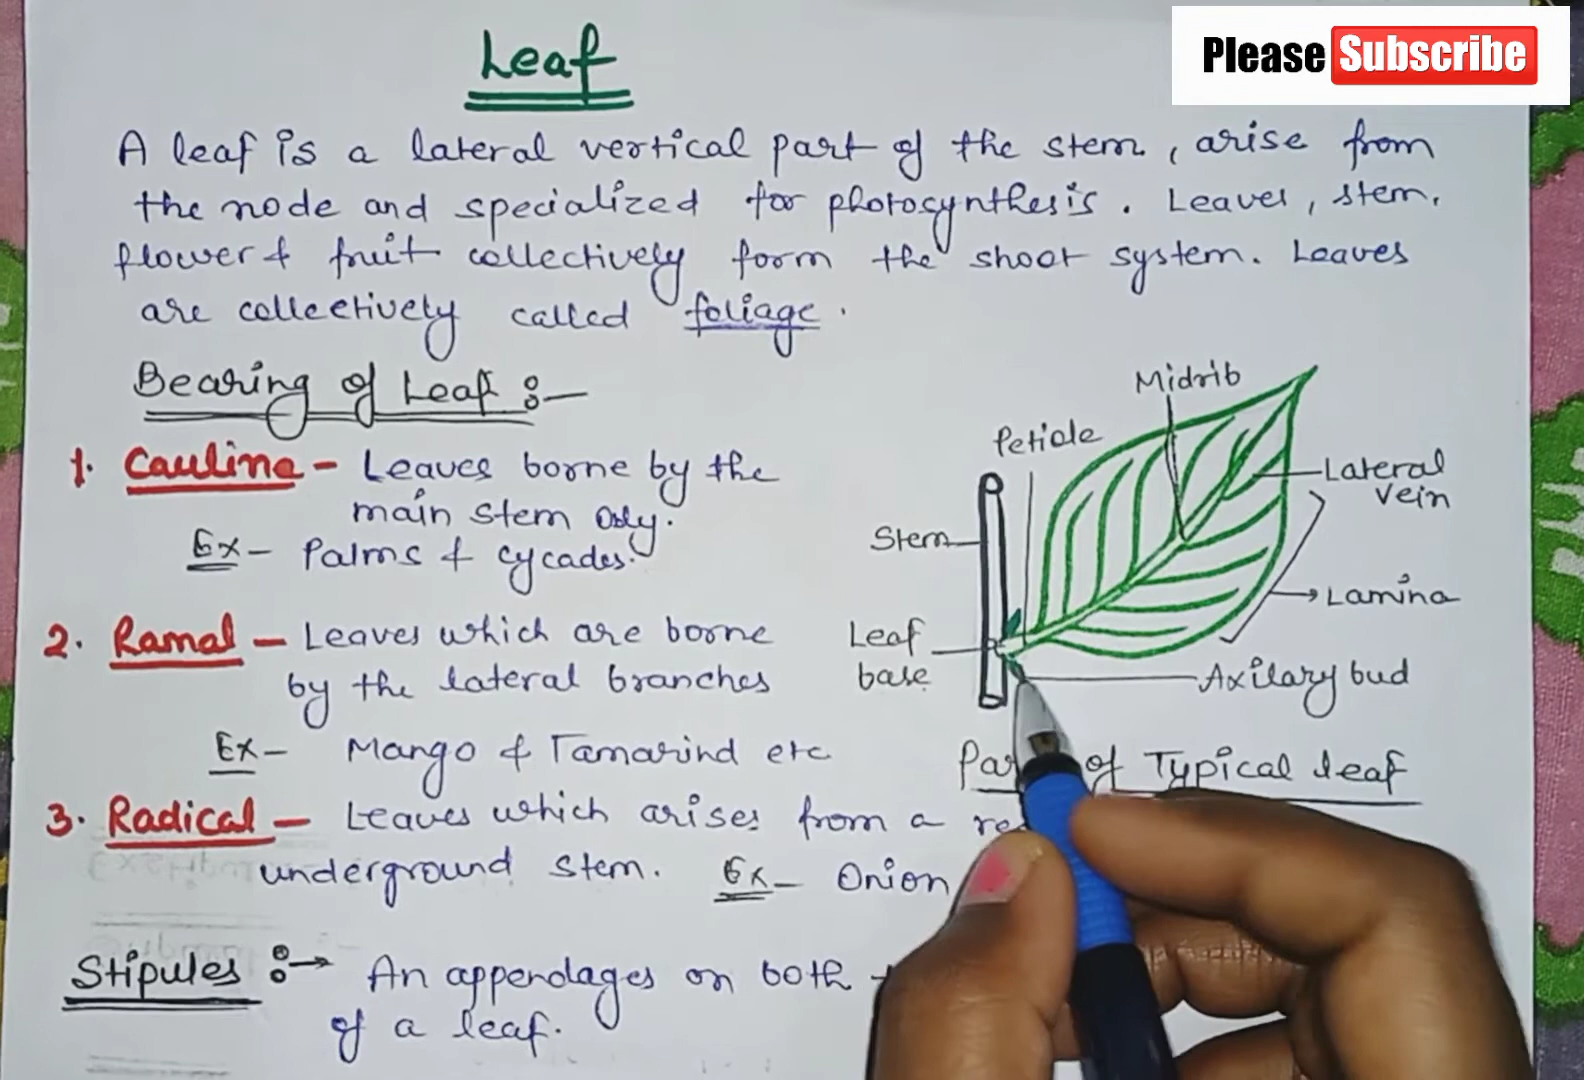 Please Subscribe
Leaf
A leaf is a lateral vertical part of the stem, arise from
the node and specialized for photosynthesis. Leaves, stem,
flower & fruit collectively form the shoot system. Leaves
are collectively called foliage.
Bearing of Leaf :-
1. Caulina - Leaves borne by the
main stem only.
Ex - Palms & cycades.
2. Ramal - Leaves which are borne
by the lateral branches
Ex - Mango & Tamarind etc
3. Radical - Leaves which arises from a
underground stem. Ex - Onion
Stipules :→ An appendages on both
of a leaf.
Midrib
Petiole
Lateral
vein
Stem
Lamina
Leaf
base
Axilary bud
of Typical leaf